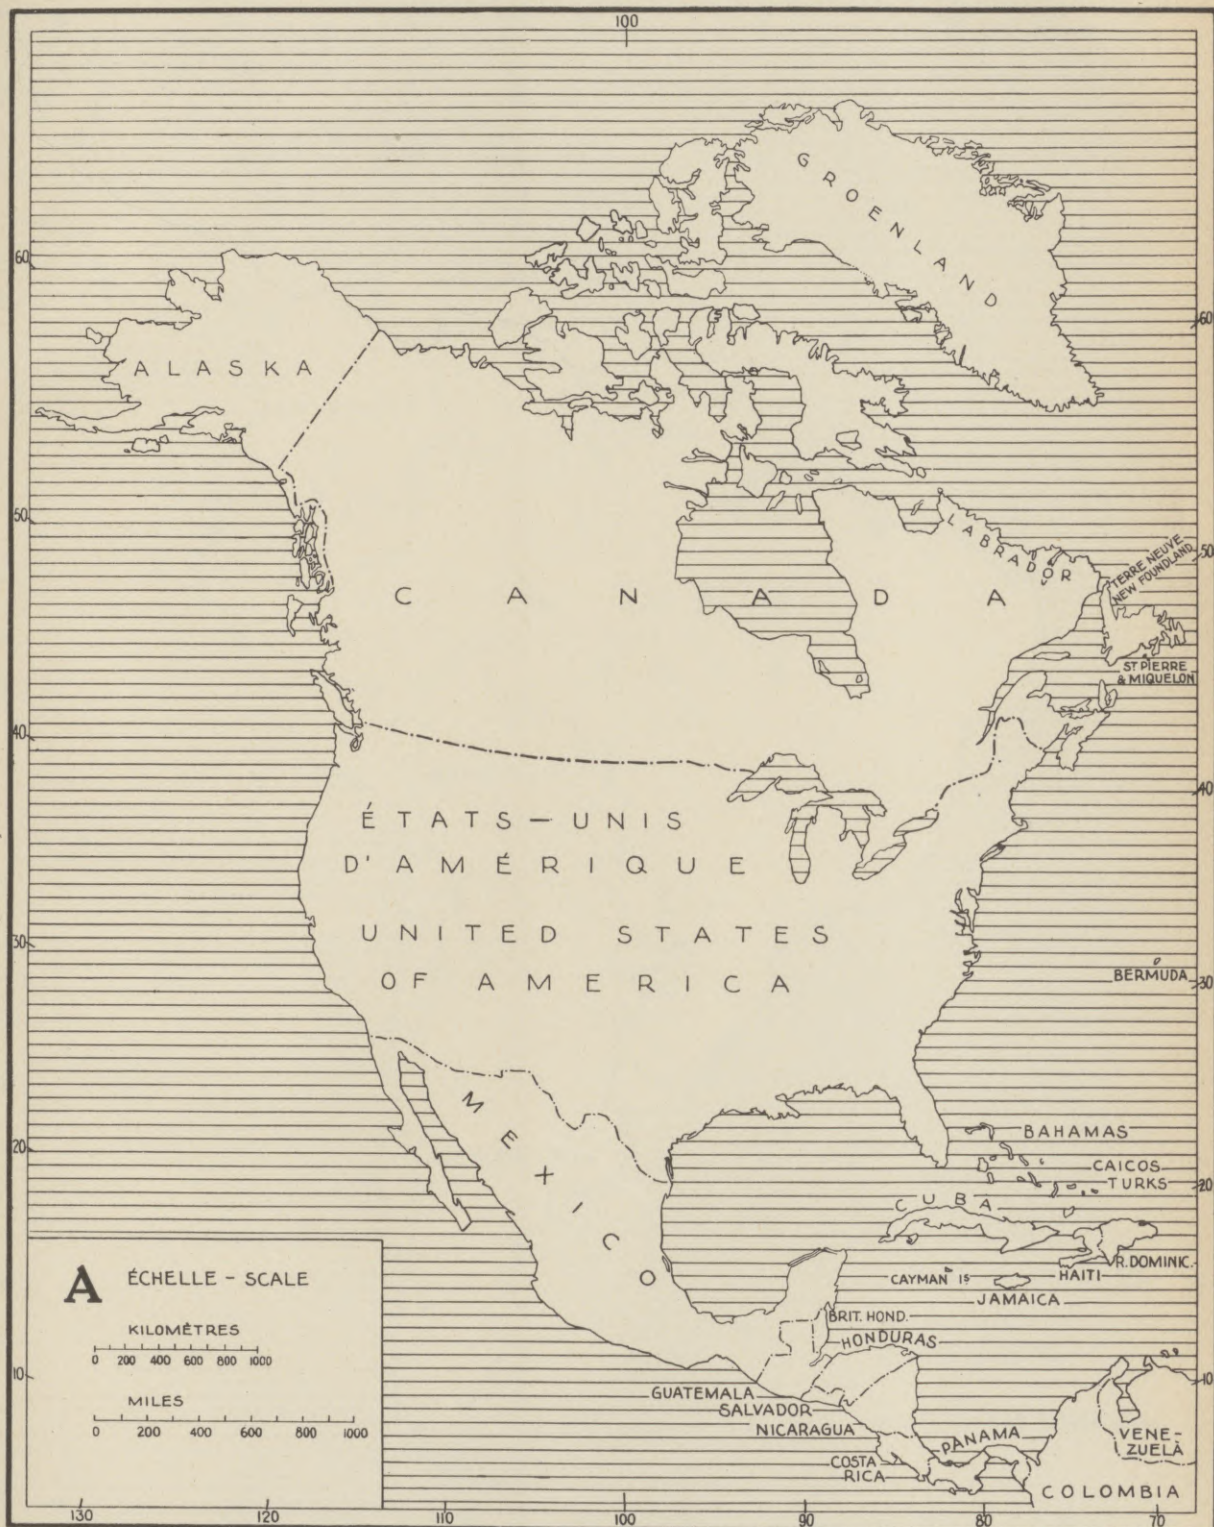 100
GROENLAND
60
60
ALASKA
50
LABRADOR
50
TERRE NEUVE
NEW FOUNDLAND
CANADA
ST PIERRE
& MIQUELON
40
40
ÉTATS-UNIS
D'AMÉRIQUE
UNITED STATES
OF AMERICA
30
BERMUDA
30
MEXICO
BAHAMAS
20
CAICOS
TURKS
20
CUBA
R. DOMINIC.
HAITI
CAYMAN IS
JAMAICA
A ÉCHELLE - SCALE
KILOMÈTRES
0 200 400 600 800 1000
MILES
0 200 400 600 800 1000
BRIT. HOND.
HONDURAS
10
10
GUATEMALA
SALVADOR
NICARAGUA
PANAMA
COSTA
RICA
VENE-
ZUELÀ
COLOMBIA
130 120 110 100 90 80 70